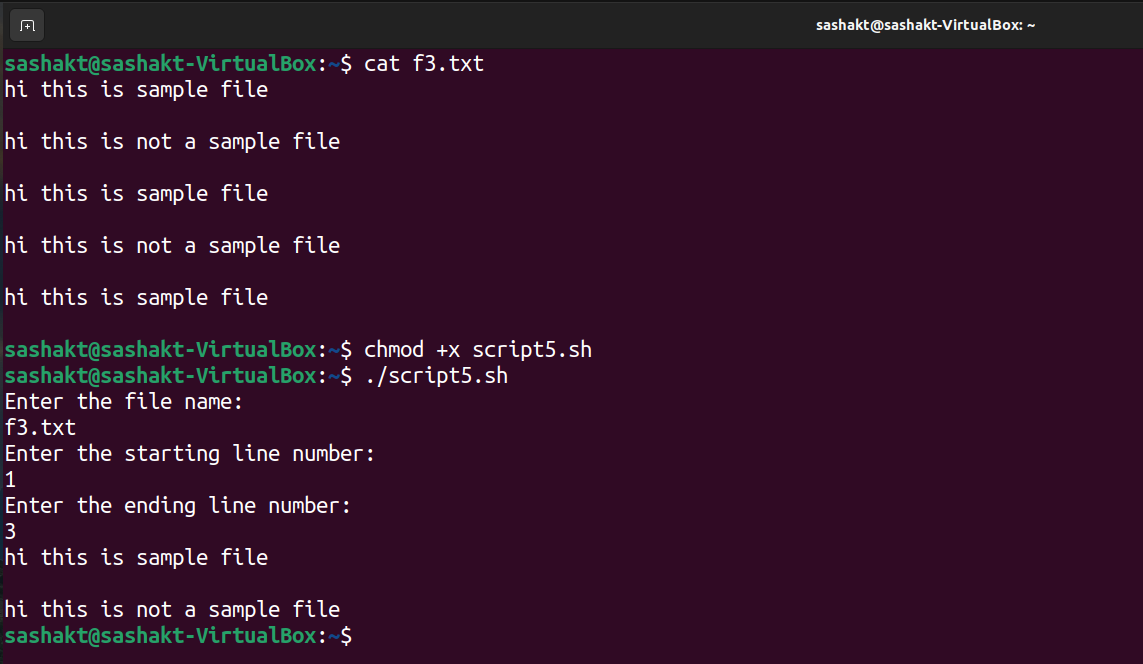 sashakt@sashakt-VirtualBox: ~
sashakt@sashakt-VirtualBox:~$ cat f3.txt
hi this is sample file
hi this is not a sample file
hi this is sample file
hi this is not a sample file
hi this is sample file
sashakt@sashakt-VirtualBox:~$ chmod +x script5.sh
sashakt@sashakt-VirtualBox:~$ ./script5.sh
Enter the file name:
f3.txt
Enter the starting line number:
1
Enter the ending line number:
3
hi this is sample file
hi this is not a sample file
sashakt@sashakt-VirtualBox:~$